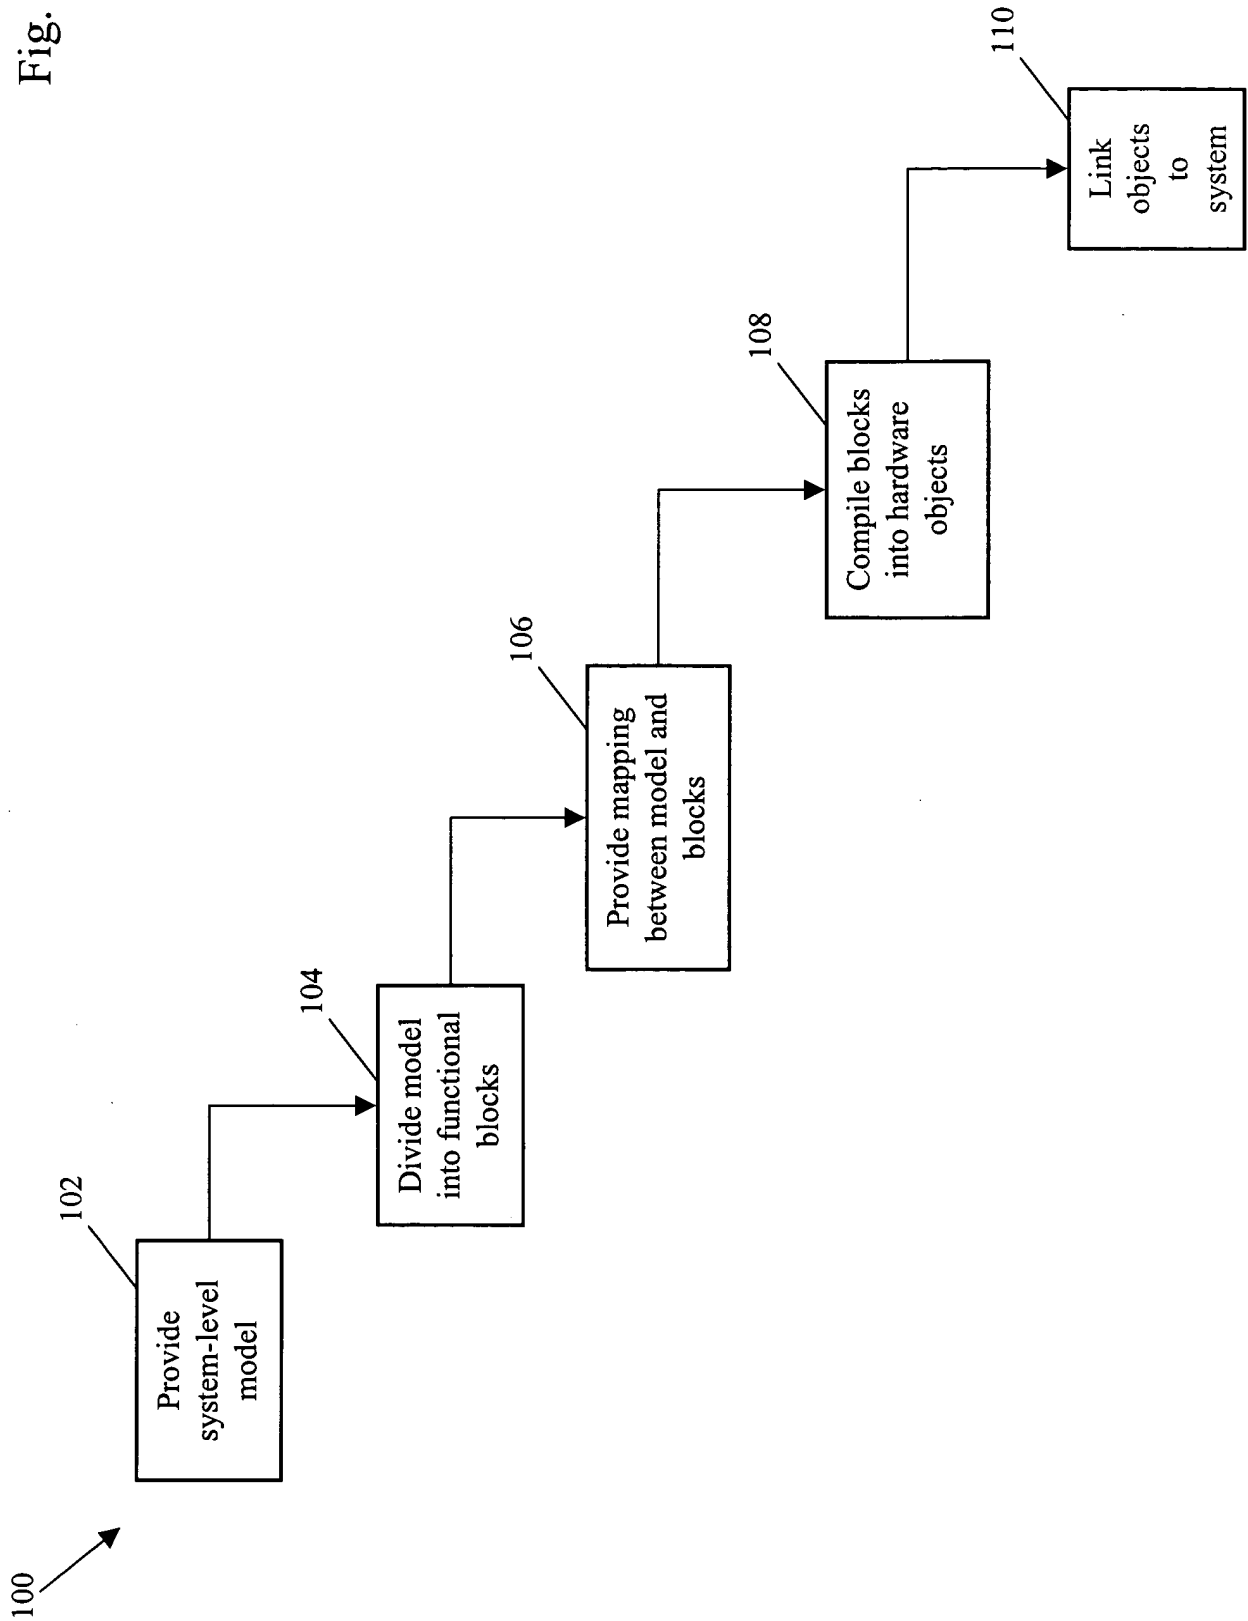 Fig.
100
102
Provide
system-level
model
104
Divide model
into functional
blocks
106
Provide mapping
between model and
blocks
108
Compile blocks
into hardware
objects
110
Link
objects
to
system